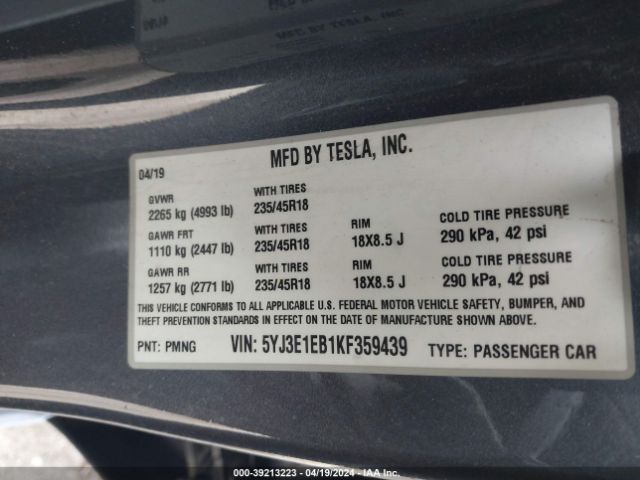 MFD BY TESLA, INC.
MFD BY TESLA, INC.
04/19
GVWR
2265 kg (4993 lb)
WITH TIRES
235/45R18
GAWR FRT
1110 kg (2447 lb)
WITH TIRES
235/45R18
RIM
18X8.5 J
COLD TIRE PRESSURE
290 kPa, 42 psi
GAWR RR
1257 kg (2771 lb)
WITH TIRES
235/45R18
RIM
18X8.5 J
COLD TIRE PRESSURE
290 kPa, 42 psi
THIS VEHICLE CONFORMS TO ALL APPLICABLE U.S. FEDERAL MOTOR VEHICLE SAFETY, BUMPER, AND
THEFT PREVENTION STANDARDS IN EFFECT ON DATE OF MANUFACTURE SHOWN ABOVE.
PNT: PMNG
VIN: 5YJ3E1EB1KF359439
TYPE: PASSENGER CAR
000-39213223 - 04/19/2024 - IAA Inc.